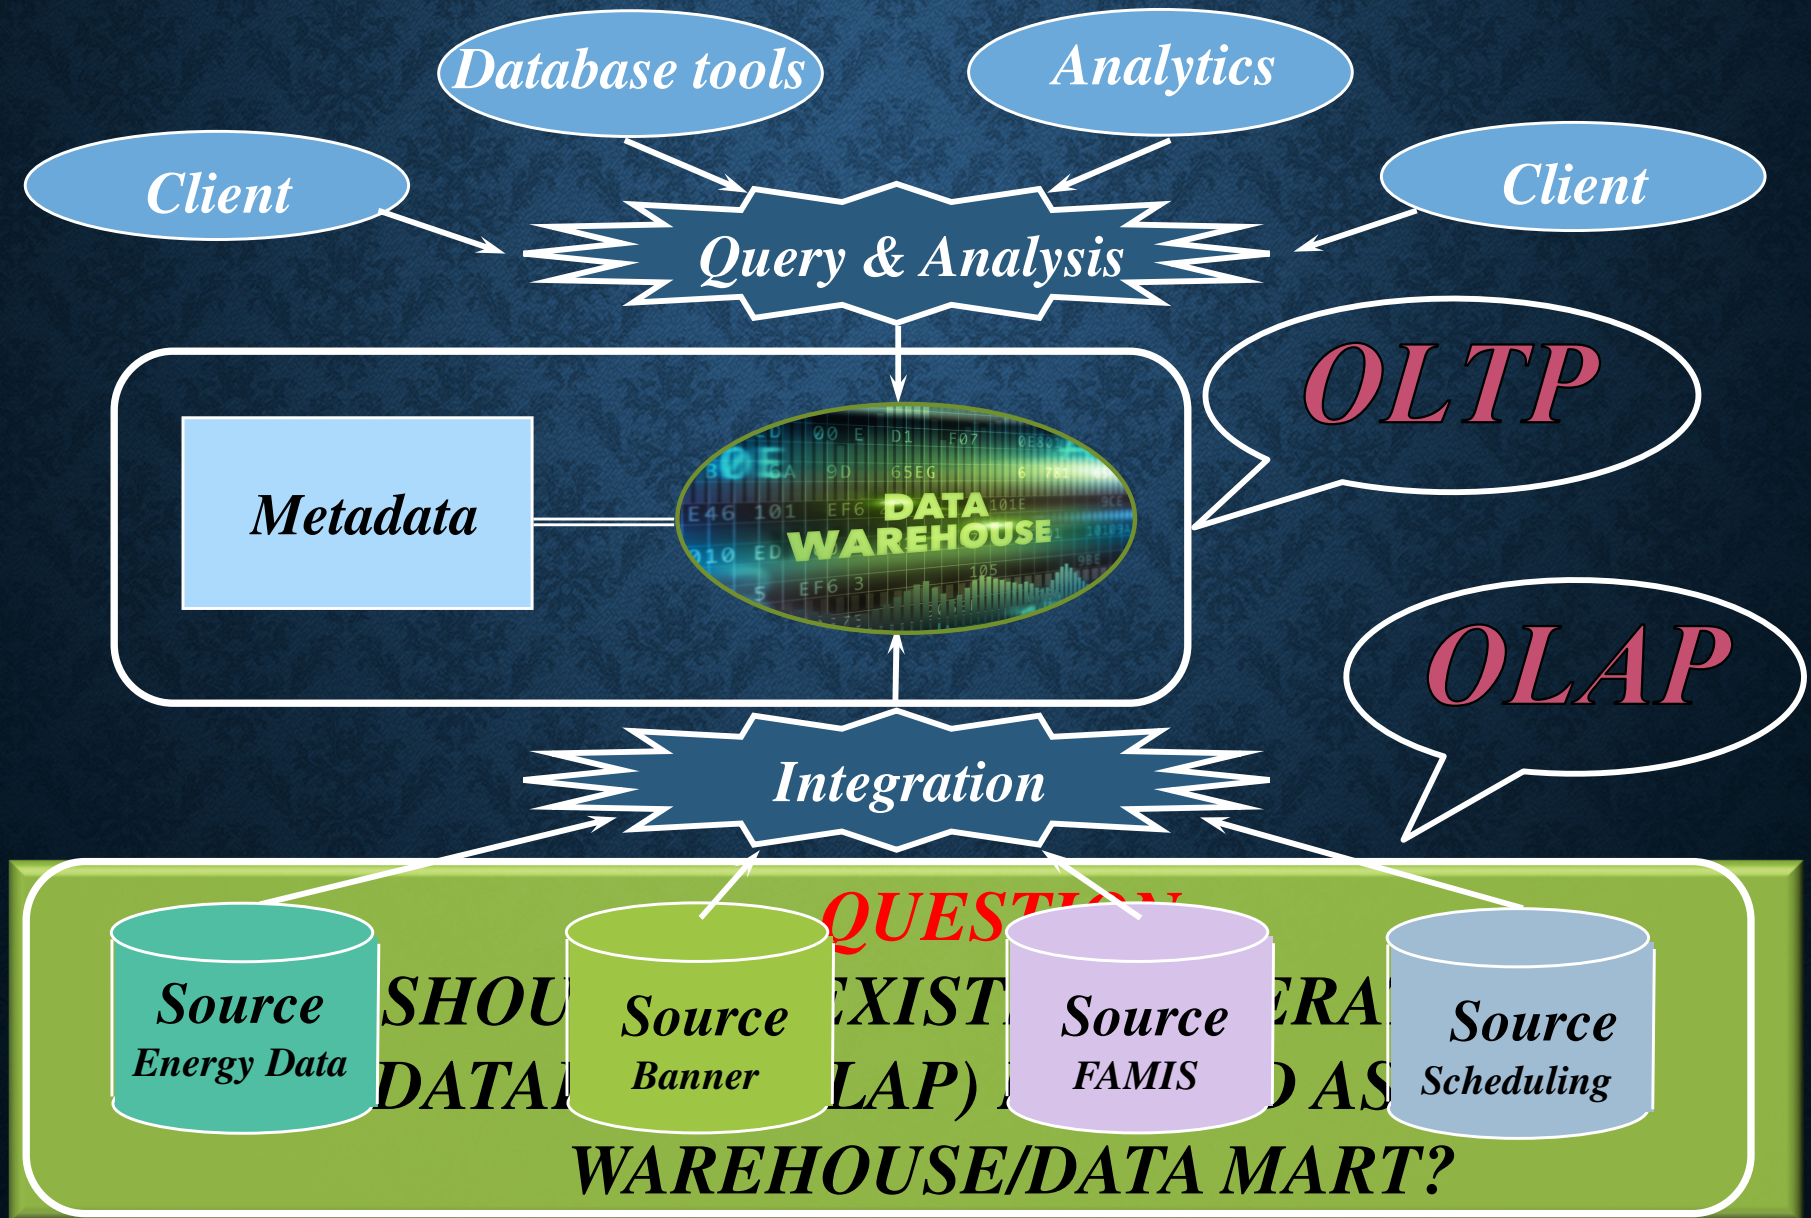 Database tools
Analytics
Client
Client
Query & Analysis
OLTP
Metadata
DATA
WAREHOUSE
OLAP
Integration
Source
Energy Data
Source
Banner
Source
FAMIS
Source
Scheduling
WAREHOUSE/DATA MART?